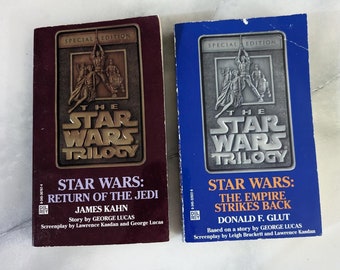 SPECIAL EDITION
THE
STAR
WARS
TRILOGY
STAR WARS:
RETURN OF THE JEDI
JAMES KAHN
Story by GEORGE LUCAS
Screenplay by Lawrence Kasdan and George Lucas
SPECIAL EDITION
THE
STAR
WARS
TRILOGY
STAR WARS:
THE EMPIRE
STRIKES BACK
DONALD F. GLUT
Based on a story by GEORGE LUCAS
Screenplay by Leigh Brackett and Lawrence Kasdan